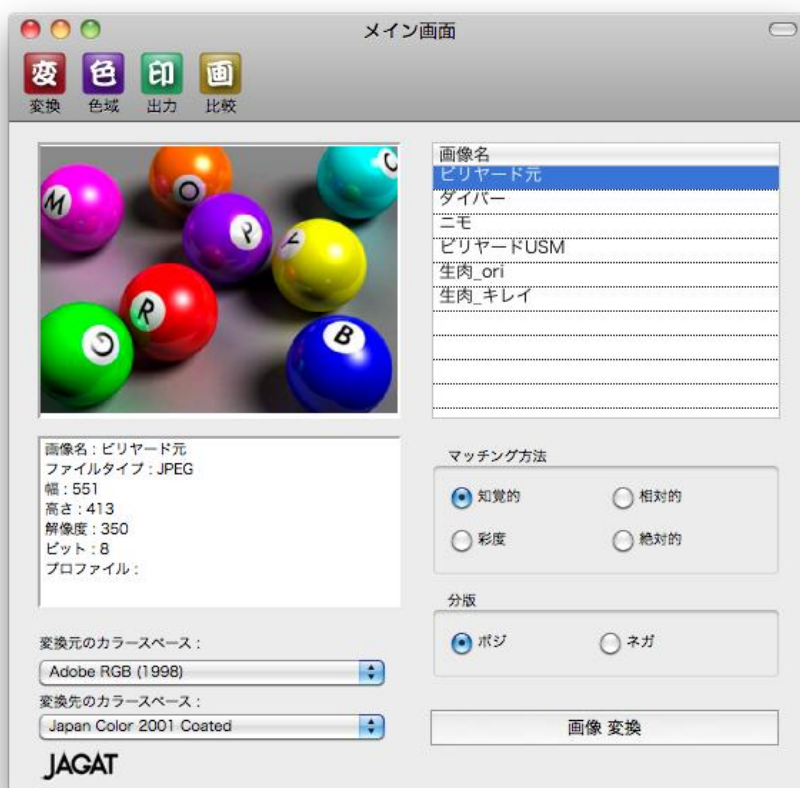 メイン画面
変 色 印 画
変換 色域 出力 比較
M O C P Y R G B
画像名
ビリヤード元
ダイバー
ニモ
ビリヤードUSM
生肉_ori
生肉_キレイ
画像名 : ビリヤード元
ファイルタイプ : JPEG
幅 : 551
高さ : 413
解像度 : 350
ビット : 8
プロファイル :
マッチング方法
知覚的 相対的
彩度 絶対的
分版
ポジ ネガ
変換元のカラースペース :
Adobe RGB (1998)
変換先のカラースペース :
Japan Color 2001 Coated
画像 変換
JAGAT